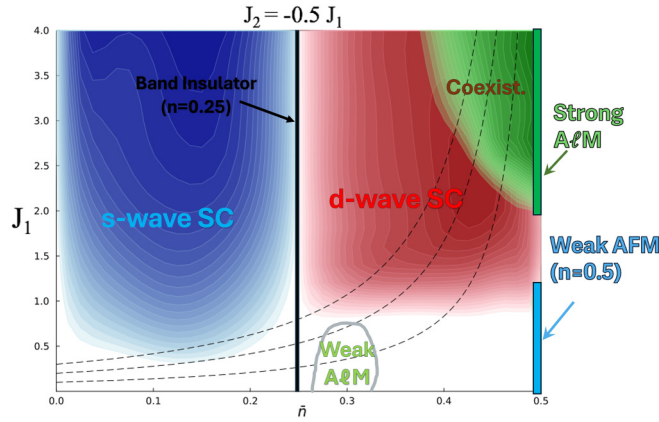 J₂ = -0.5 J₁
4.0
3.5
3.0
2.5
2.0
1.5
1.0
0.5
J₁
Band Insulator
(n=0.25)
Coexist.
s-wave SC
d-wave SC
Strong
AℓM
Weak AFM
(n=0.5)
Weak
AℓM
0.0
0.1
0.2
n̄
0.3
0.4
0.5